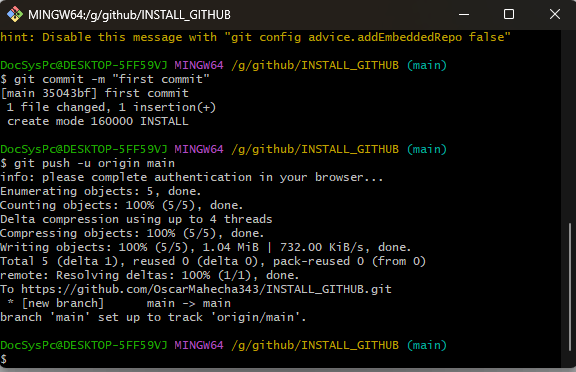 MINGW64:/g/github/INSTALL_GITHUB
hint: Disable this message with "git config advice.addEmbeddedRepo false"
DocSysPc@DESKTOP-5FF59VJ MINGW64 /g/github/INSTALL_GITHUB (main)
$ git commit -m "first commit"
[main 35043bf] first commit
 1 file changed, 1 insertion(+)
 create mode 160000 INSTALL
DocSysPc@DESKTOP-5FF59VJ MINGW64 /g/github/INSTALL_GITHUB (main)
$ git push -u origin main
info: please complete authentication in your browser...
Enumerating objects: 5, done.
Counting objects: 100% (5/5), done.
Delta compression using up to 4 threads
Compressing objects: 100% (5/5), done.
Writing objects: 100% (5/5), 1.04 MiB | 732.00 KiB/s, done.
Total 5 (delta 1), reused 0 (delta 0), pack-reused 0 (from 0)
remote: Resolving deltas: 100% (1/1), done.
To https://github.com/OscarMahecha343/INSTALL_GITHUB.git
 * [new branch]      main -> main
branch 'main' set up to track 'origin/main'.
DocSysPc@DESKTOP-5FF59VJ MINGW64 /g/github/INSTALL_GITHUB (main)
$